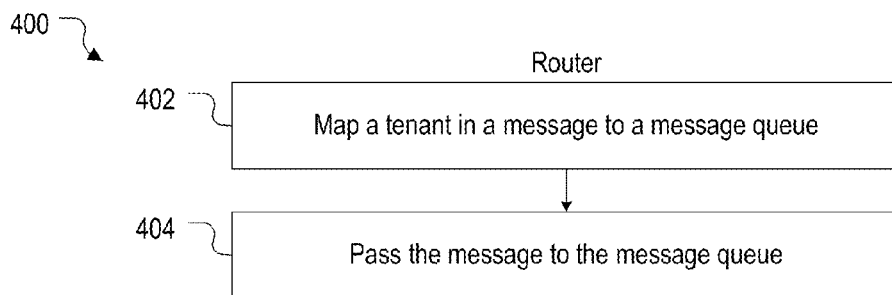 400
Router
402
Map a tenant in a message to a message queue
404
Pass the message to the message queue